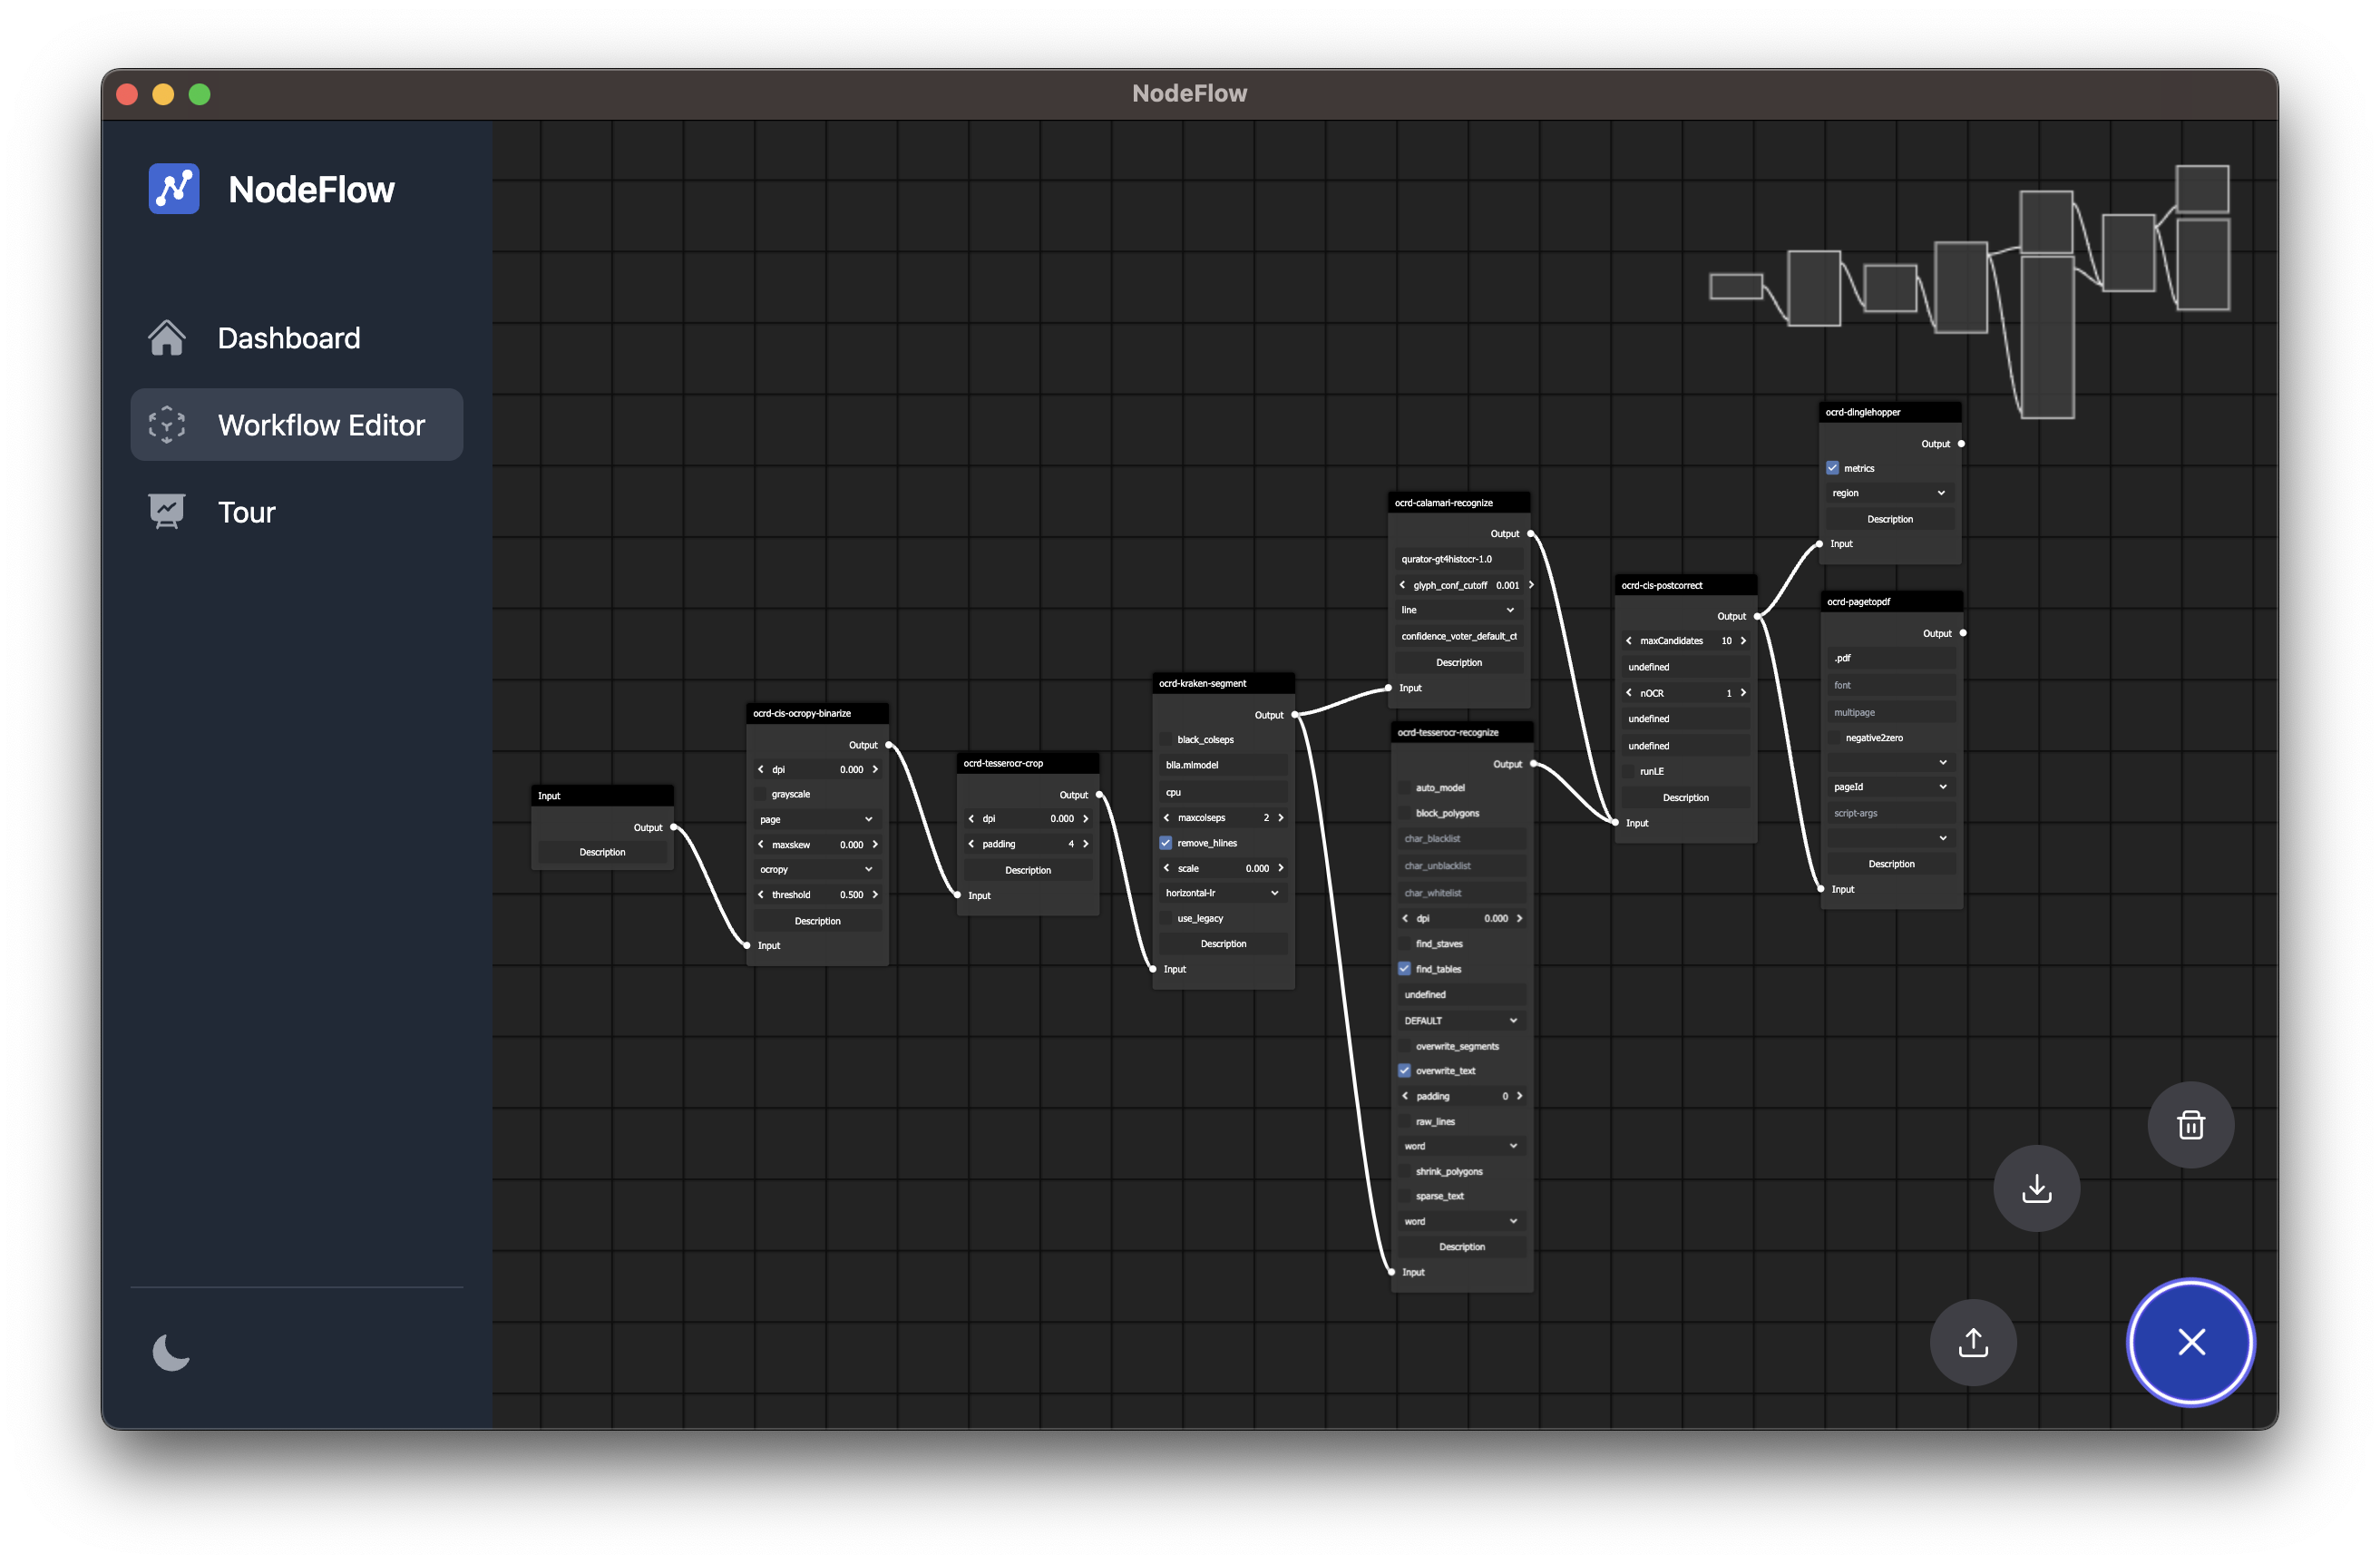 NodeFlow
NodeFlow
Dashboard
Workflow Editor
Tour
Input
Output
Description
ocrd-cis-ocropy-binarize
Output
dpi 0.000
grayscale
page
maxskew 0.000
ocropy
threshold 0.500
Description
Input
ocrd-tesserocr-crop
Output
dpi 0.000
padding 4
Description
Input
ocrd-kraken-segment
Output
black_colseps
blla.mlmodel
cpu
maxcolseps 2
remove_hlines
scale 0.000
horizontal-lr
use_legacy
Description
Input
ocrd-calamari-recognize
Output
qurator-gt4histocr-1.0
glyph_conf_cutoff 0.001
line
confidence_voter_default_ct
Description
Input
ocrd-tesserocr-recognize
Output
auto_model
block_polygons
char_blacklist
char_unblacklist
char_whitelist
dpi 0.000
find_staves
find_tables
undefined
DEFAULT
overwrite_segments
overwrite_text
padding 0
raw_lines
word
shrink_polygons
sparse_text
word
Description
Input
ocrd-cis-postcorrect
Output
maxCandidates 10
undefined
nOCR 1
undefined
undefined
runLE
Description
Input
ocrd-dinglehopper
Output
metrics
region
Description
Input
ocrd-pagetopdf
Output
.pdf
font
multipage
negative2zero
pageId
script-args
Description
Input